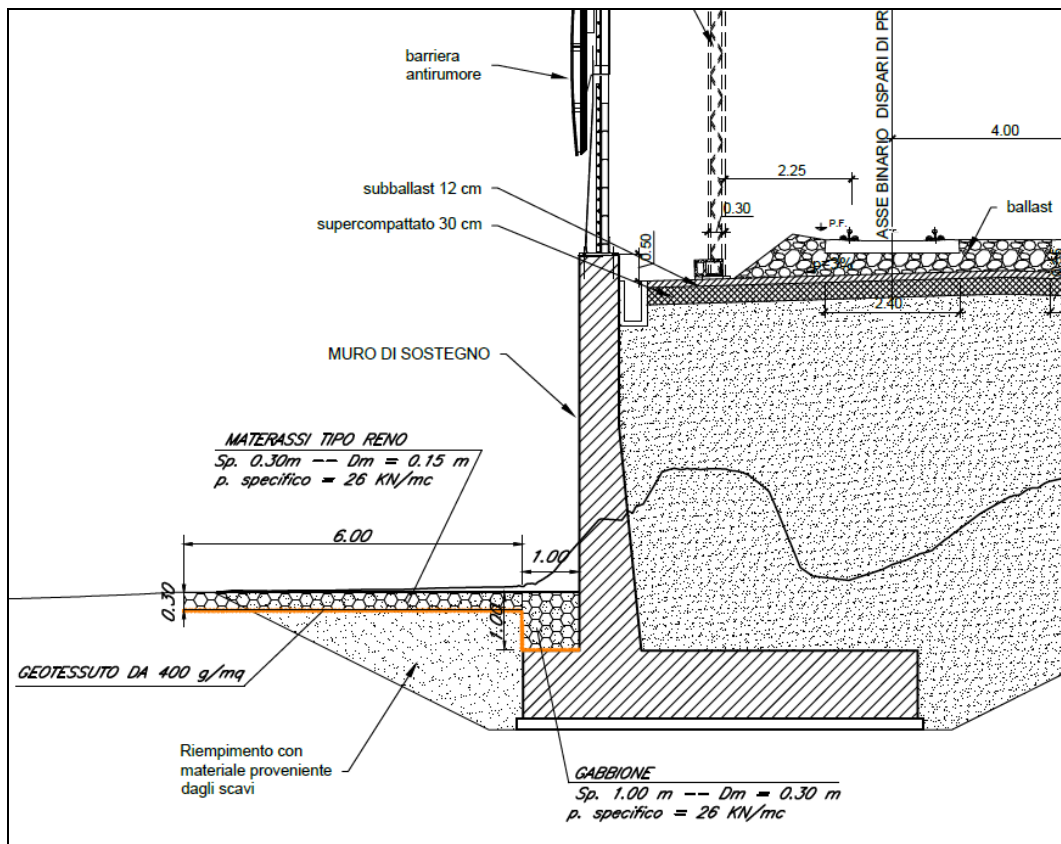 barriera
antirumore
ASSE BINARIO DISPARI DI PR
4.00
2.25
subballast 12 cm
supercompattato 30 cm
0.30
P.F.
ballast
0.50
3%
2.40
MURO DI SOSTEGNO
MATERASSI TIPO RENO
Sp. 0.30m -- Dm = 0.15 m
p. specifico = 26 KN/mc
6.00
1.00
0.30
1.00
GEOTESSUTO DA 400 g/mq
Riempimento con
materiale proveniente
dagli scavi
GABBIONE
Sp. 1.00 m -- Dm = 0.30 m
p. specifico = 26 KN/mc